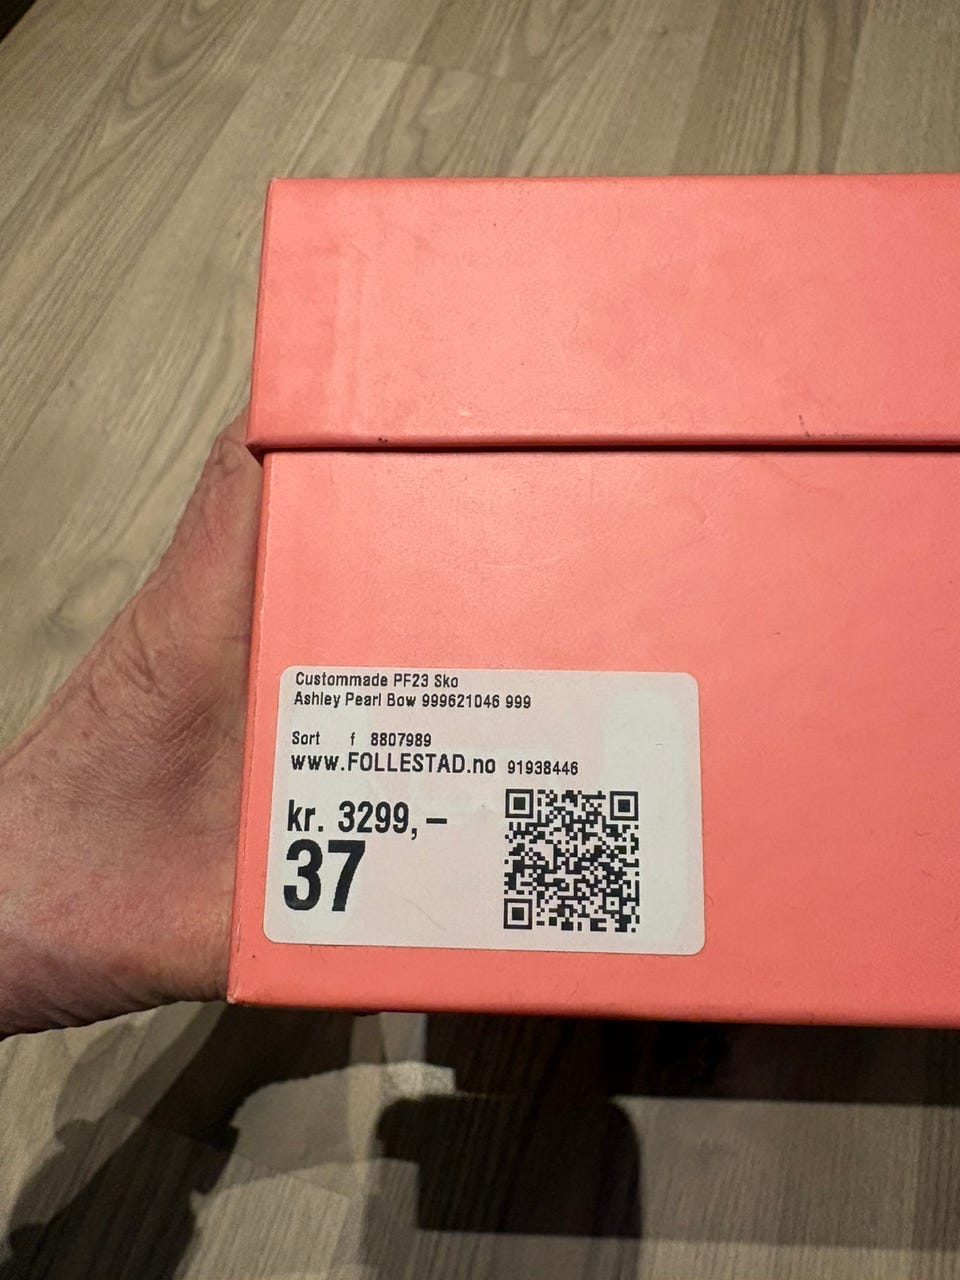 Custommade PF23 Sko
Ashley Pearl Bow 999621046 999
Sort f 8807989
www.FOLLESTAD.no 91938446
kr. 3299,–
37